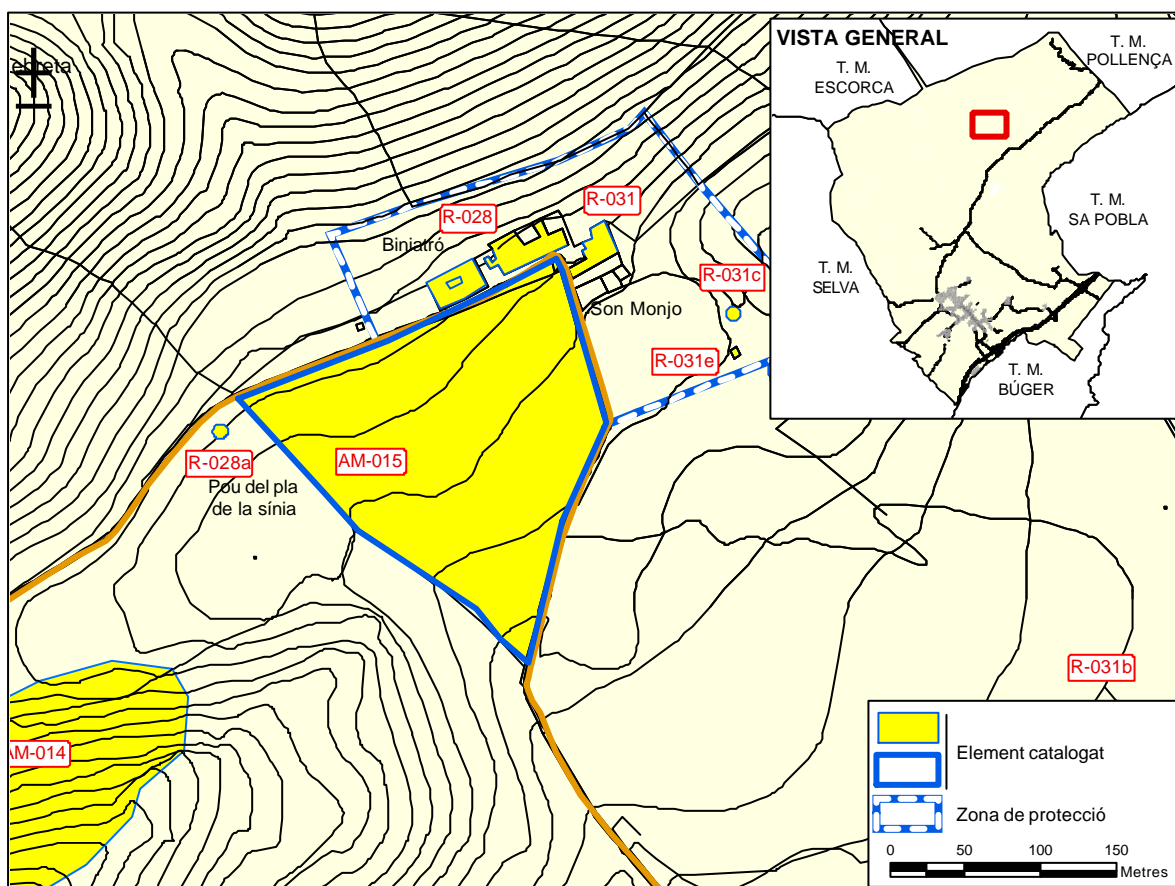 VISTA GENERAL
T. M.
POLLENÇA
T. M.
ESCORCA
T. M.
SA POBLA
T. M.
SELVA
T. M.
BÚGER
R-028
R-031
Biniatró
R-031c
Son Monjo
R-031e
R-028a
AM-015
Pou del pla
de la sínia
R-031b
AM-014
Element catalogat
Zona de protecció
0 50 100 150
Metres